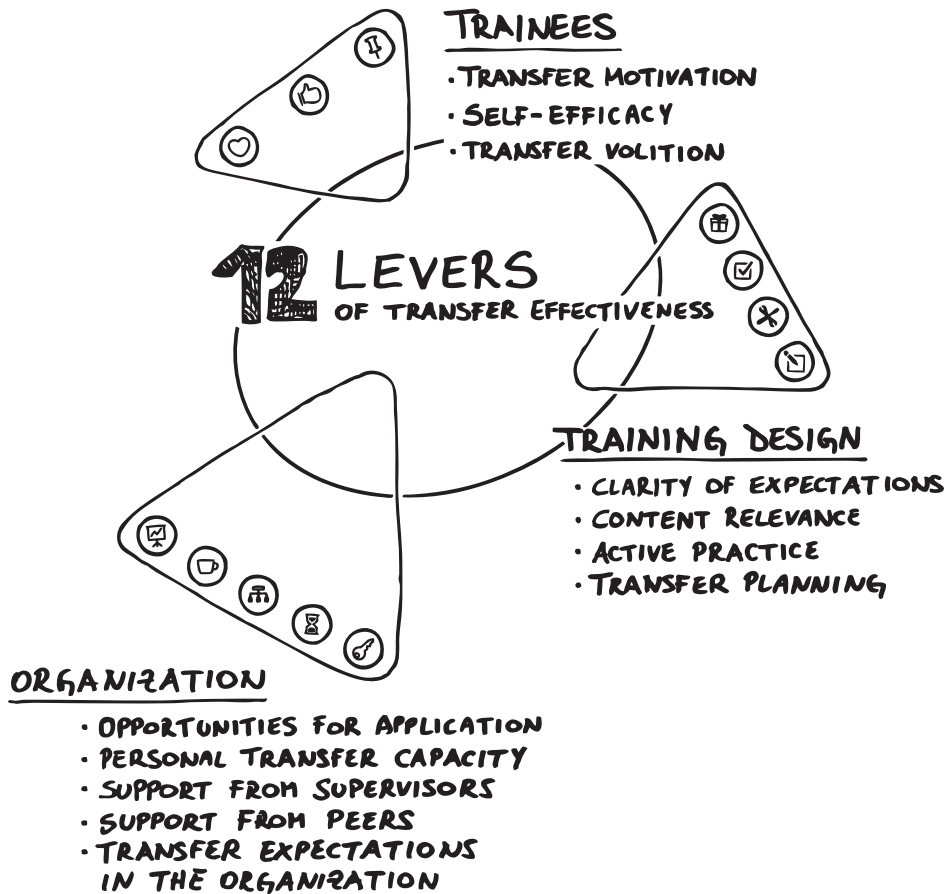 TRAINEES
· TRANSFER MOTIVATION
· SELF-EFFICACY
· TRANSFER VOLITION
12 LEVERS
OF TRANSFER EFFECTIVENESS
TRAINING DESIGN
· CLARITY OF EXPECTATIONS
· CONTENT RELEVANCE
· ACTIVE PRACTICE
· TRANSFER PLANNING
ORGANIZATION
· OPPORTUNITIES FOR APPLICATION
· PERSONAL TRANSFER CAPACITY
· SUPPORT FROM SUPERVISORS
· SUPPORT FROM PEERS
· TRANSFER EXPECTATIONS
IN THE ORGANIZATION